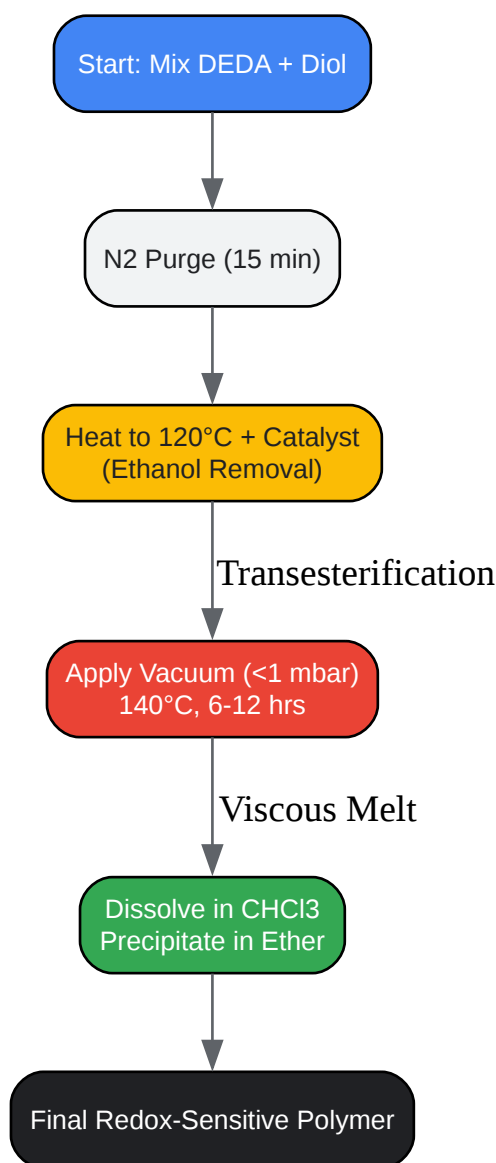 Start: Mix DEDA + Diol
N2 Purge (15 min)
Heat to 120°C + Catalyst
(Ethanol Removal)
Transesterification
Apply Vacuum (<1 mbar)
140°C, 6-12 hrs
Viscous Melt
Dissolve in CHCl3
Precipitate in Ether
Final Redox-Sensitive Polymer